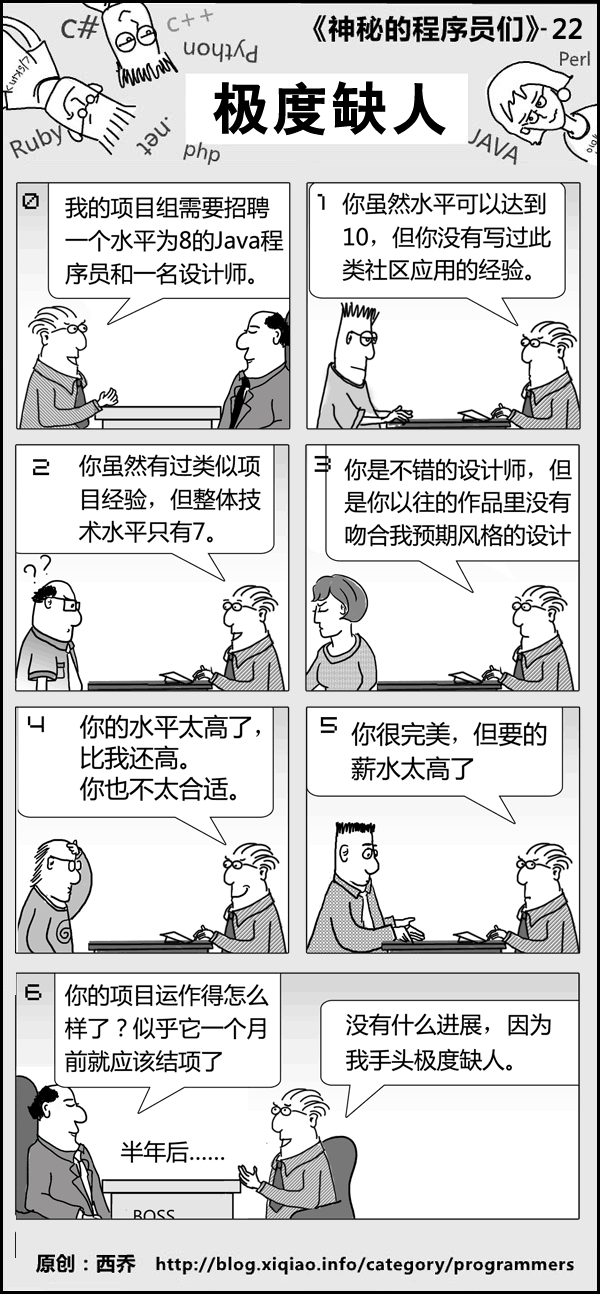 《神秘的程序员们》- 22
C#
C++
Python
Perl
Ruby
.net
php
JAVA
极度缺人
0
我的项目组需要招聘
一个水平为8的Java程
序员和一名设计师。
1
你虽然水平可以达到
10，但你没有写过此
类社区应用的经验。
2
你虽然有过类似项
目经验，但整体技
术水平只有7。
3
你是不错的设计师，但
是你以往的作品里没有
吻合我预期风格的设计
4
你的水平太高了，
比我还高。
你也不太合适。
5
你很完美，但要的
薪水太高了
6
你的项目运作得怎么
样了？似乎它一个月
前就应该结项了
没有什么进展，因为
我手头极度缺人。
半年后......
BOSS
原创：西乔 http://blog.xiqiao.info/category/programmers